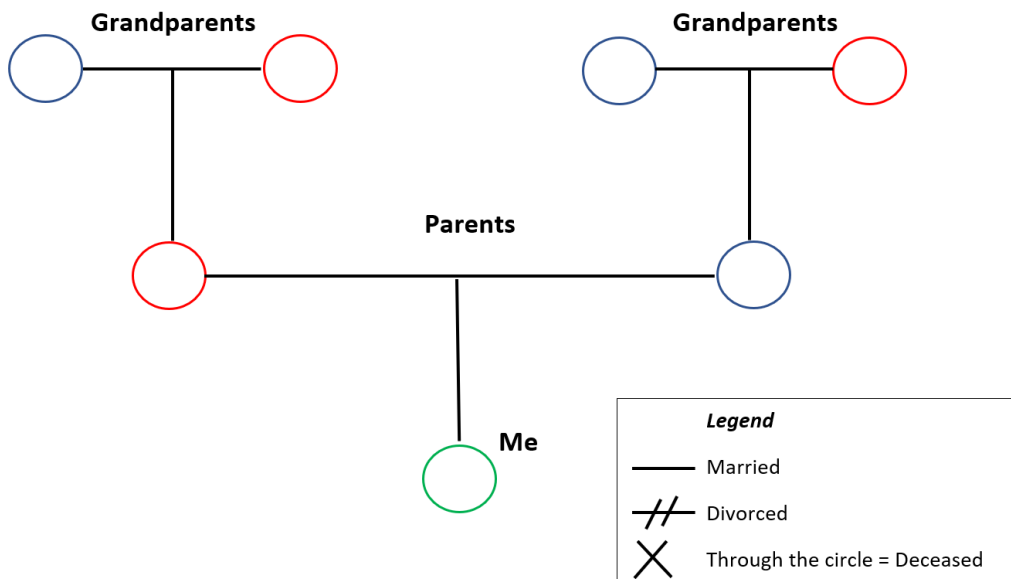 Grandparents
Grandparents
Parents
Me
Legend
Married
Divorced
Through the circle = Deceased